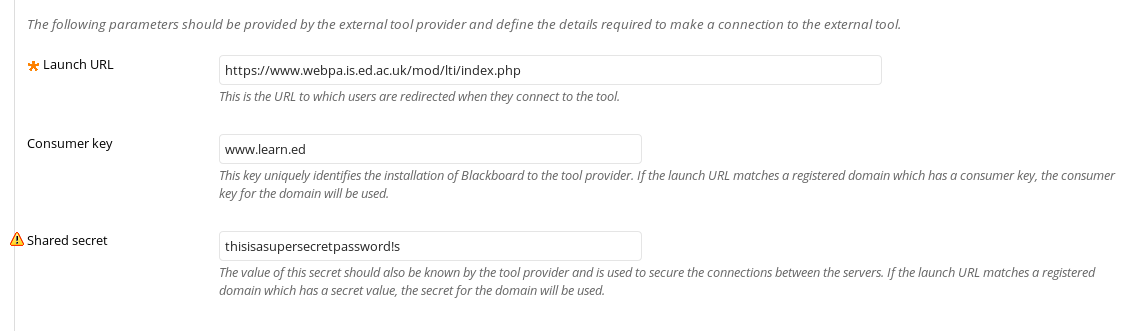 The following parameters should be provided by the external tool provider and define the details required to make a connection to the external tool.
Launch URL
https://www.webpa.is.ed.ac.uk/mod/lti/index.php
This is the URL to which users are redirected when they connect to the tool.
Consumer key
www.learn.ed
This key uniquely identifies the installation of Blackboard to the tool provider. If the launch URL matches a registered domain which has a consumer key, the consumer
key for the domain will be used.
Shared secret
thisisasupersecretpassword!s
The value of this secret should also be known by the tool provider and is used to secure the connections between the servers. If the launch URL matches a registered
domain which has a secret value, the secret for the domain will be used.